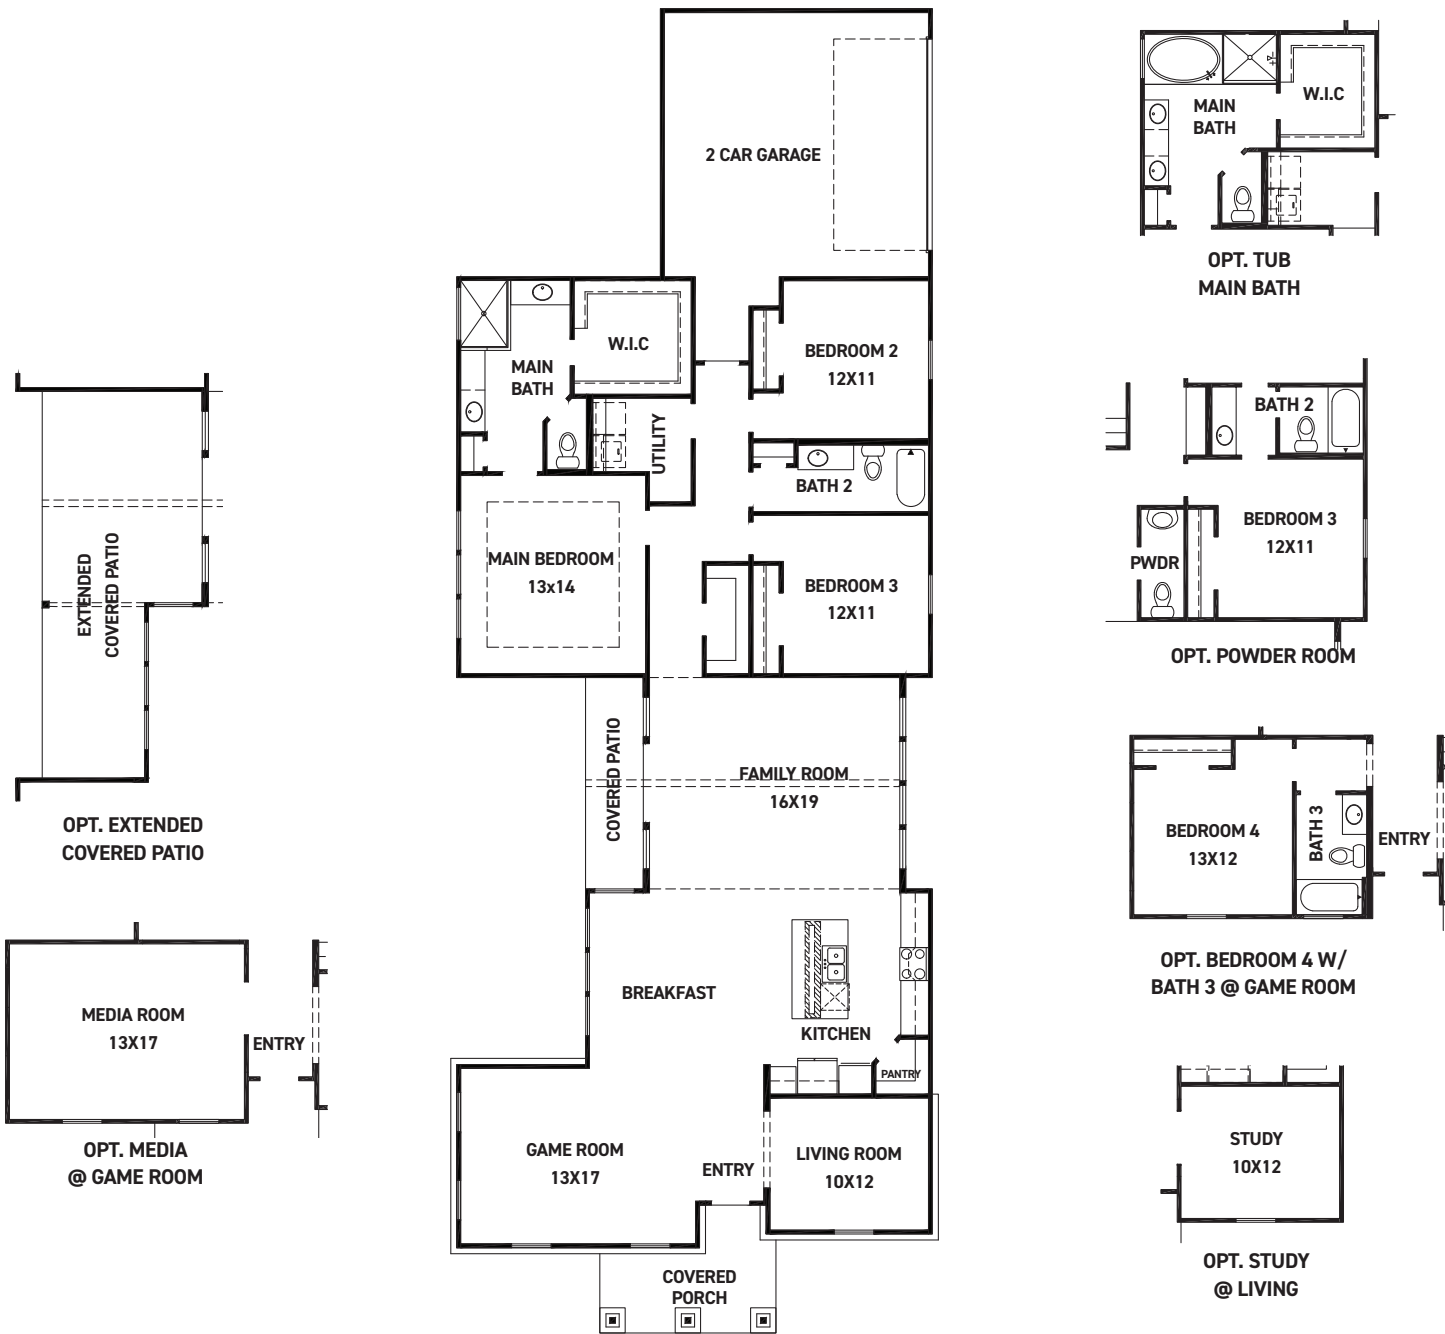 2 CAR GARAGE
W.I.C
MAIN
BATH
UTILITY
BEDROOM 2
12X11
BATH 2
MAIN BEDROOM
13x14
BEDROOM 3
12X11
COVERED PATIO
FAMILY ROOM
16X19
BREAKFAST
KITCHEN
PANTRY
GAME ROOM
13X17
ENTRY
LIVING ROOM
10X12
COVERED
PORCH
EXTENDED
COVERED PATIO
OPT. EXTENDED
COVERED PATIO
MEDIA ROOM
13X17
ENTRY
OPT. MEDIA
@ GAME ROOM
MAIN
BATH
W.I.C
OPT. TUB
MAIN BATH
BATH 2
BEDROOM 3
12X11
PWDR
OPT. POWDER ROOM
BEDROOM 4
13X12
BATH 3
ENTRY
OPT. BEDROOM 4 W/
BATH 3 @ GAME ROOM
STUDY
10X12
OPT. STUDY
@ LIVING